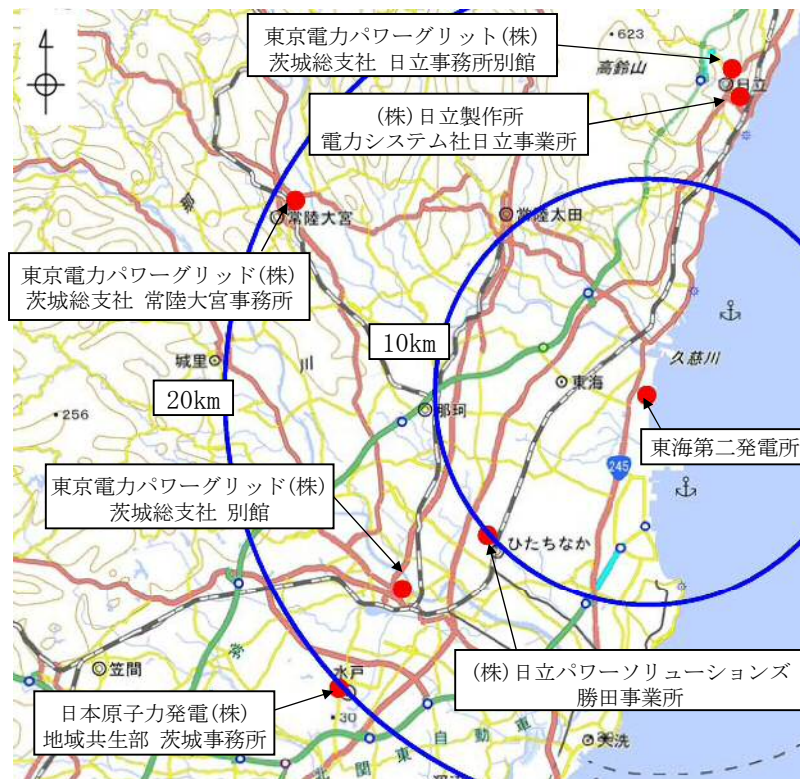 東京電力パワーグリット(株)
茨城総支社 日立事務所別館
・623
高鈴山
日立
(株)日立製作所
電力システム社日立事業所
常陸大宮
常陸太田
東京電力パワーグリッド(株)
茨城総支社 常陸大宮事務所
10km
久慈川
城里
川
東海
20km
那珂
・256
東海第二発電所
245
東京電力パワーグリッド(株)
茨城総支社 別館
ひたちなか
常
笠間
水戸
(株)日立パワーソリューションズ
勝田事業所
日本原子力発電(株)
地域共生部 茨城事務所
・30
北関東自動車
大洗